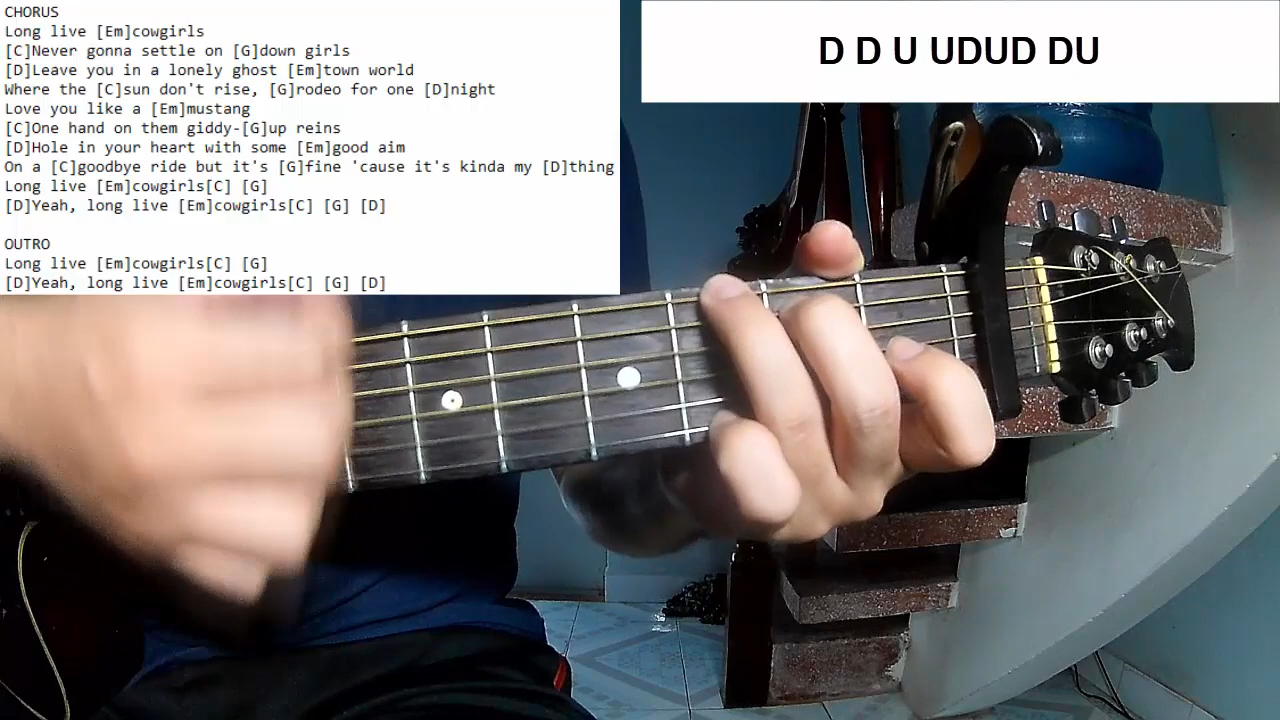 CHORUS
Long live [Em]cowgirls
[C]Never gonna settle on [G]down girls
[D]Leave you in a lonely ghost [Em]town world
Where the [C]sun don't rise, [G]rodeo for one [D]night
Love you like a [Em]mustang
[C]One hand on them giddy-[G]up reins
[D]Hole in your heart with some [Em]good aim
On a [C]goodbye ride but it's [G]fine 'cause it's kinda my [D]thing
Long live [Em]cowgirls[C] [G]
[D]Yeah, long live [Em]cowgirls[C] [G] [D]

OUTRO
Long live [Em]cowgirls[C] [G]
[D]Yeah, long live [Em]cowgirls[C] [G] [D]
D D U UDUD DU